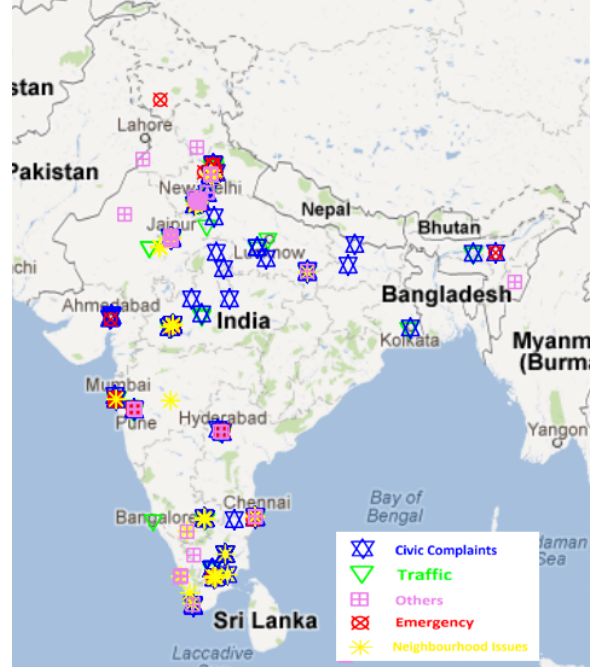 stan
Lahore
Pakistan
New Delhi
Nepal
Jaipur
Bhutan
Lucknow
chi
Bangladesh
Ahmedabad
India
Kolkata
Myanm
(Burma
Mumbai
Pune
Hyderabad
Yangon
Bay of
Bengal
Chennai
Bangalore
daman
Sea
Civic Complaints
Traffic
Others
Emergency
Neighbourhood Issues
Sri Lanka
Laccadive